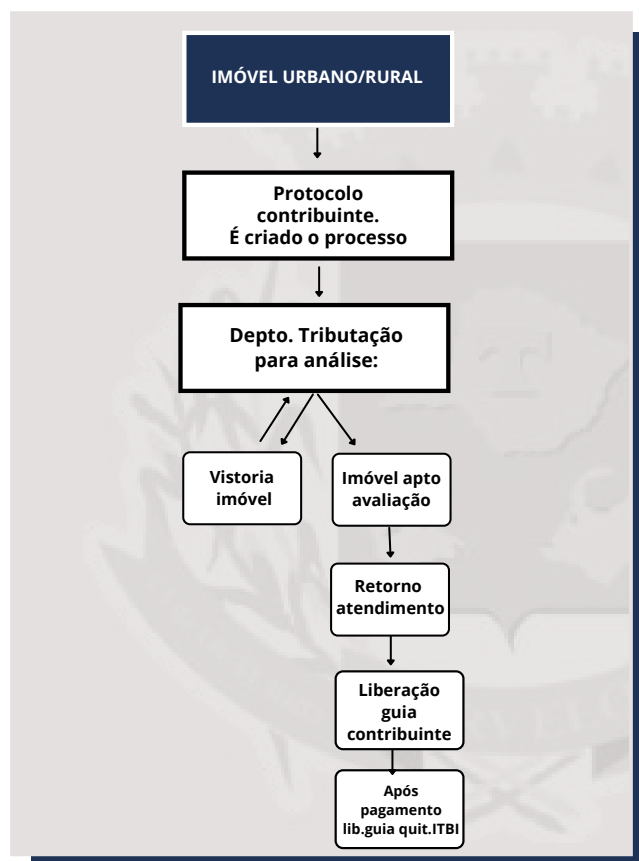 IMÓVEL URBANO/RURAL
Protocolo
contribuinte.
É criado o processo
Depto. Tributação
para análise:
Vistoria
imóvel
Imóvel apto
avaliação
Retorno
atendimento
Liberação
guia
contribuinte
Após
pagamento
lib.guia quit.ITBI